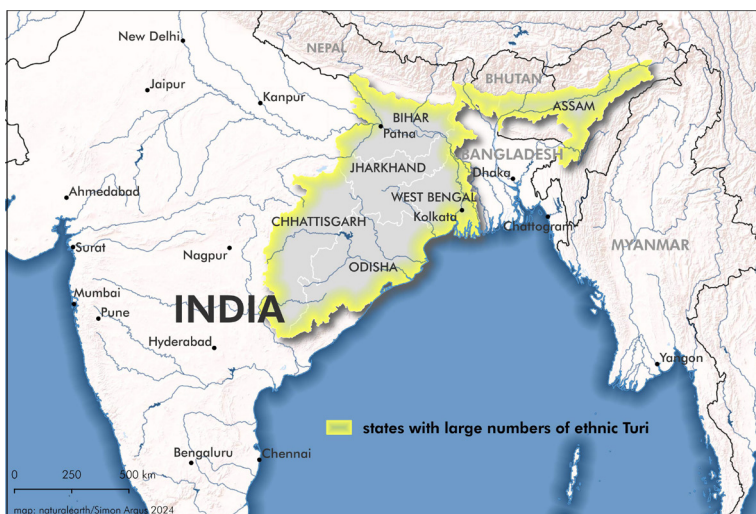 New Delhi
NEPAL
Jaipur
Kanpur
BHUTAN
ASSAM
BIHAR
Patna
BANGLADESH
Dhaka
JHARKHAND
Ahmedabad
WEST BENGAL
Kolkata
CHHATTISGARH
Chattogram
Surat
Nagpur
MYANMAR
ODISHA
Mumbai
INDIA
Pune
Hyderabad
Yangon
states with large numbers of ethnic Turi
Bengaluru
Chennai
0 250 500 km
map: naturalearth/Simon Argus 2024